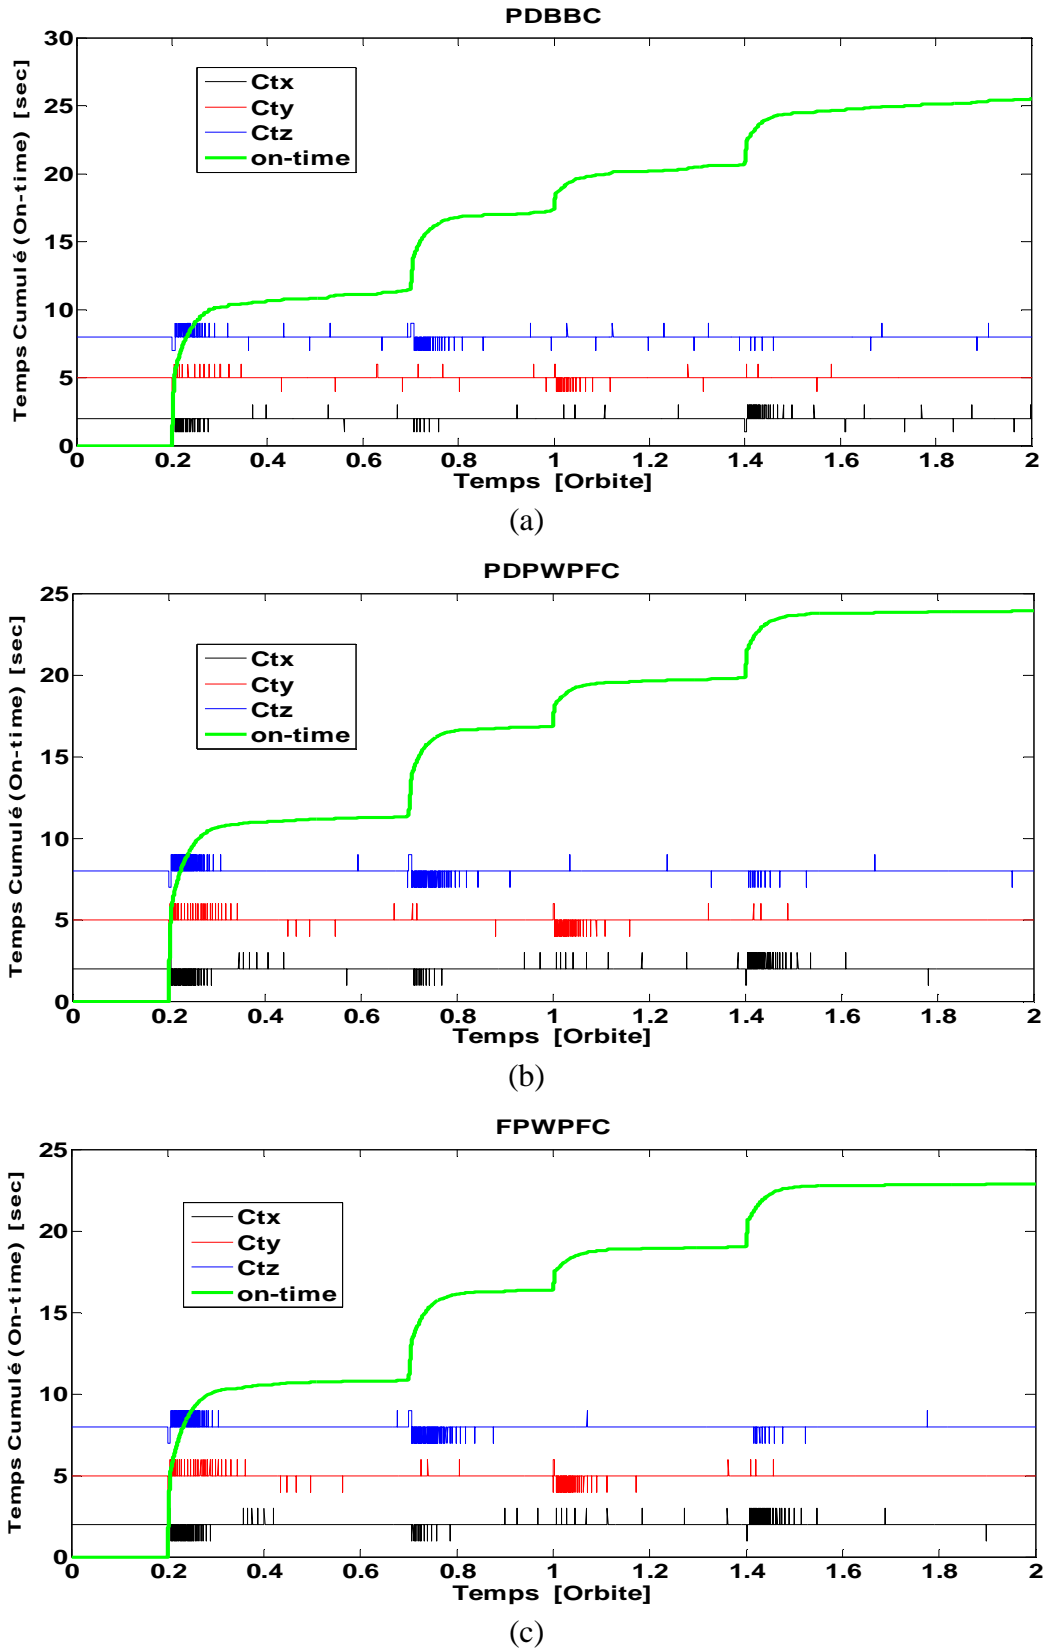 PDBBC
30
25
20
15
10
5
0
Ctx
Cty
Ctz
on-time
Temps Cumulé (On-time) [sec]
0 0.2 0.4 0.6 0.8 1 1.2 1.4 1.6 1.8 2
Temps [Orbite]
(a)
PDPWPFC
25
20
15
10
5
0
Ctx
Cty
Ctz
on-time
Temps Cumulé (On-time) [sec]
0 0.2 0.4 0.6 0.8 1 1.2 1.4 1.6 1.8 2
Temps [Orbite]
(b)
FPWPFC
25
20
15
10
5
0
Ctx
Cty
Ctz
on-time
Temps Cumulé (On-time) [sec]
0 0.2 0.4 0.6 0.8 1 1.2 1.4 1.6 1.8 2
Temps [Orbite]
(c)